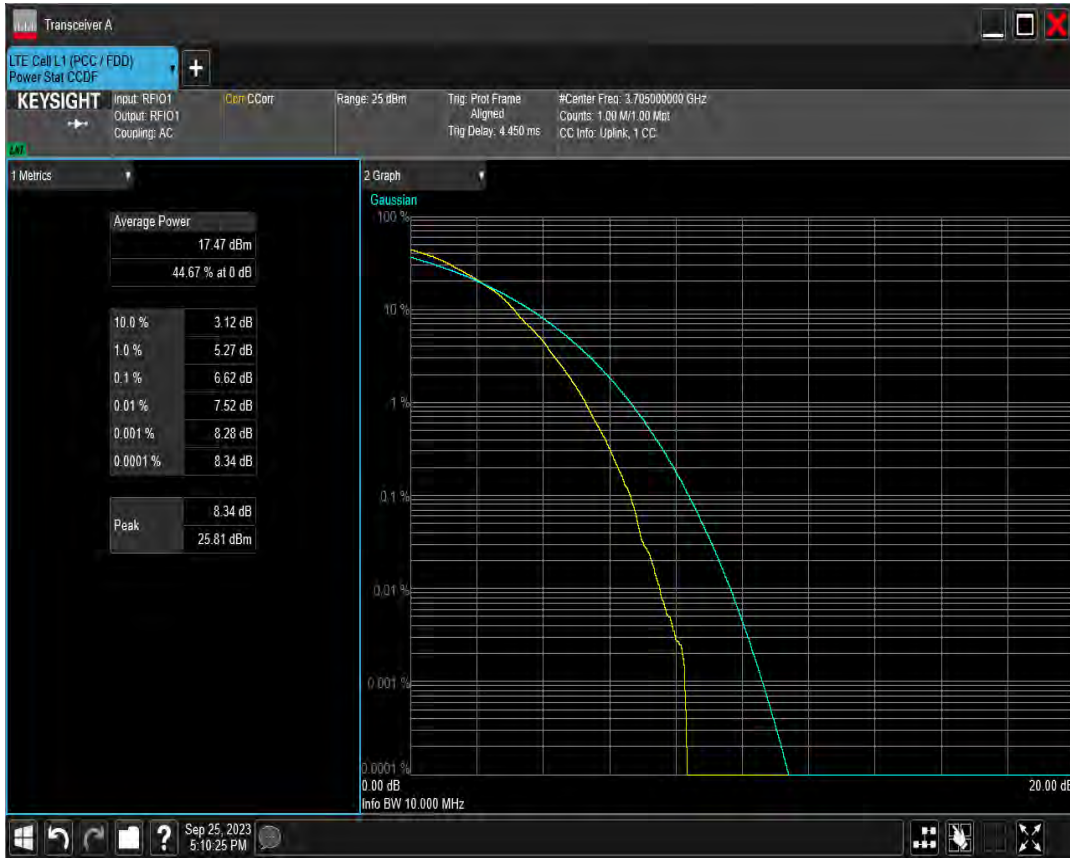 Transceiver A
LTE Cell L1 (PCC / FDD)
Power Stat CCDF
+
KEYSIGHT
Input: RFIO1
Output: RFIO1
Coupling: AC
Corr CCorr
Range: 25 dBm
Trig: Prot Frame
Aligned
Trig Delay: 4.450 ms
#Center Freq: 3.705000000 GHz
Counts: 1.00 M/1.00 Mpt
CC Info: Uplink, 1 CC
1 Metrics
Average Power
17.47 dBm
44.67 % at 0 dB
10.0 % 3.12 dB
1.0 % 5.27 dB
0.1 % 6.62 dB
0.01 % 7.52 dB
0.001 % 8.28 dB
0.0001 % 8.34 dB
Peak
8.34 dB
25.81 dBm
2 Graph
Gaussian
100 %
10 %
1 %
0.1 %
0.01 %
0.001 %
0.0001 %
0.00 dB
20.00 dB
Info BW 10.000 MHz
?
Sep 25, 2023
5:10:25 PM